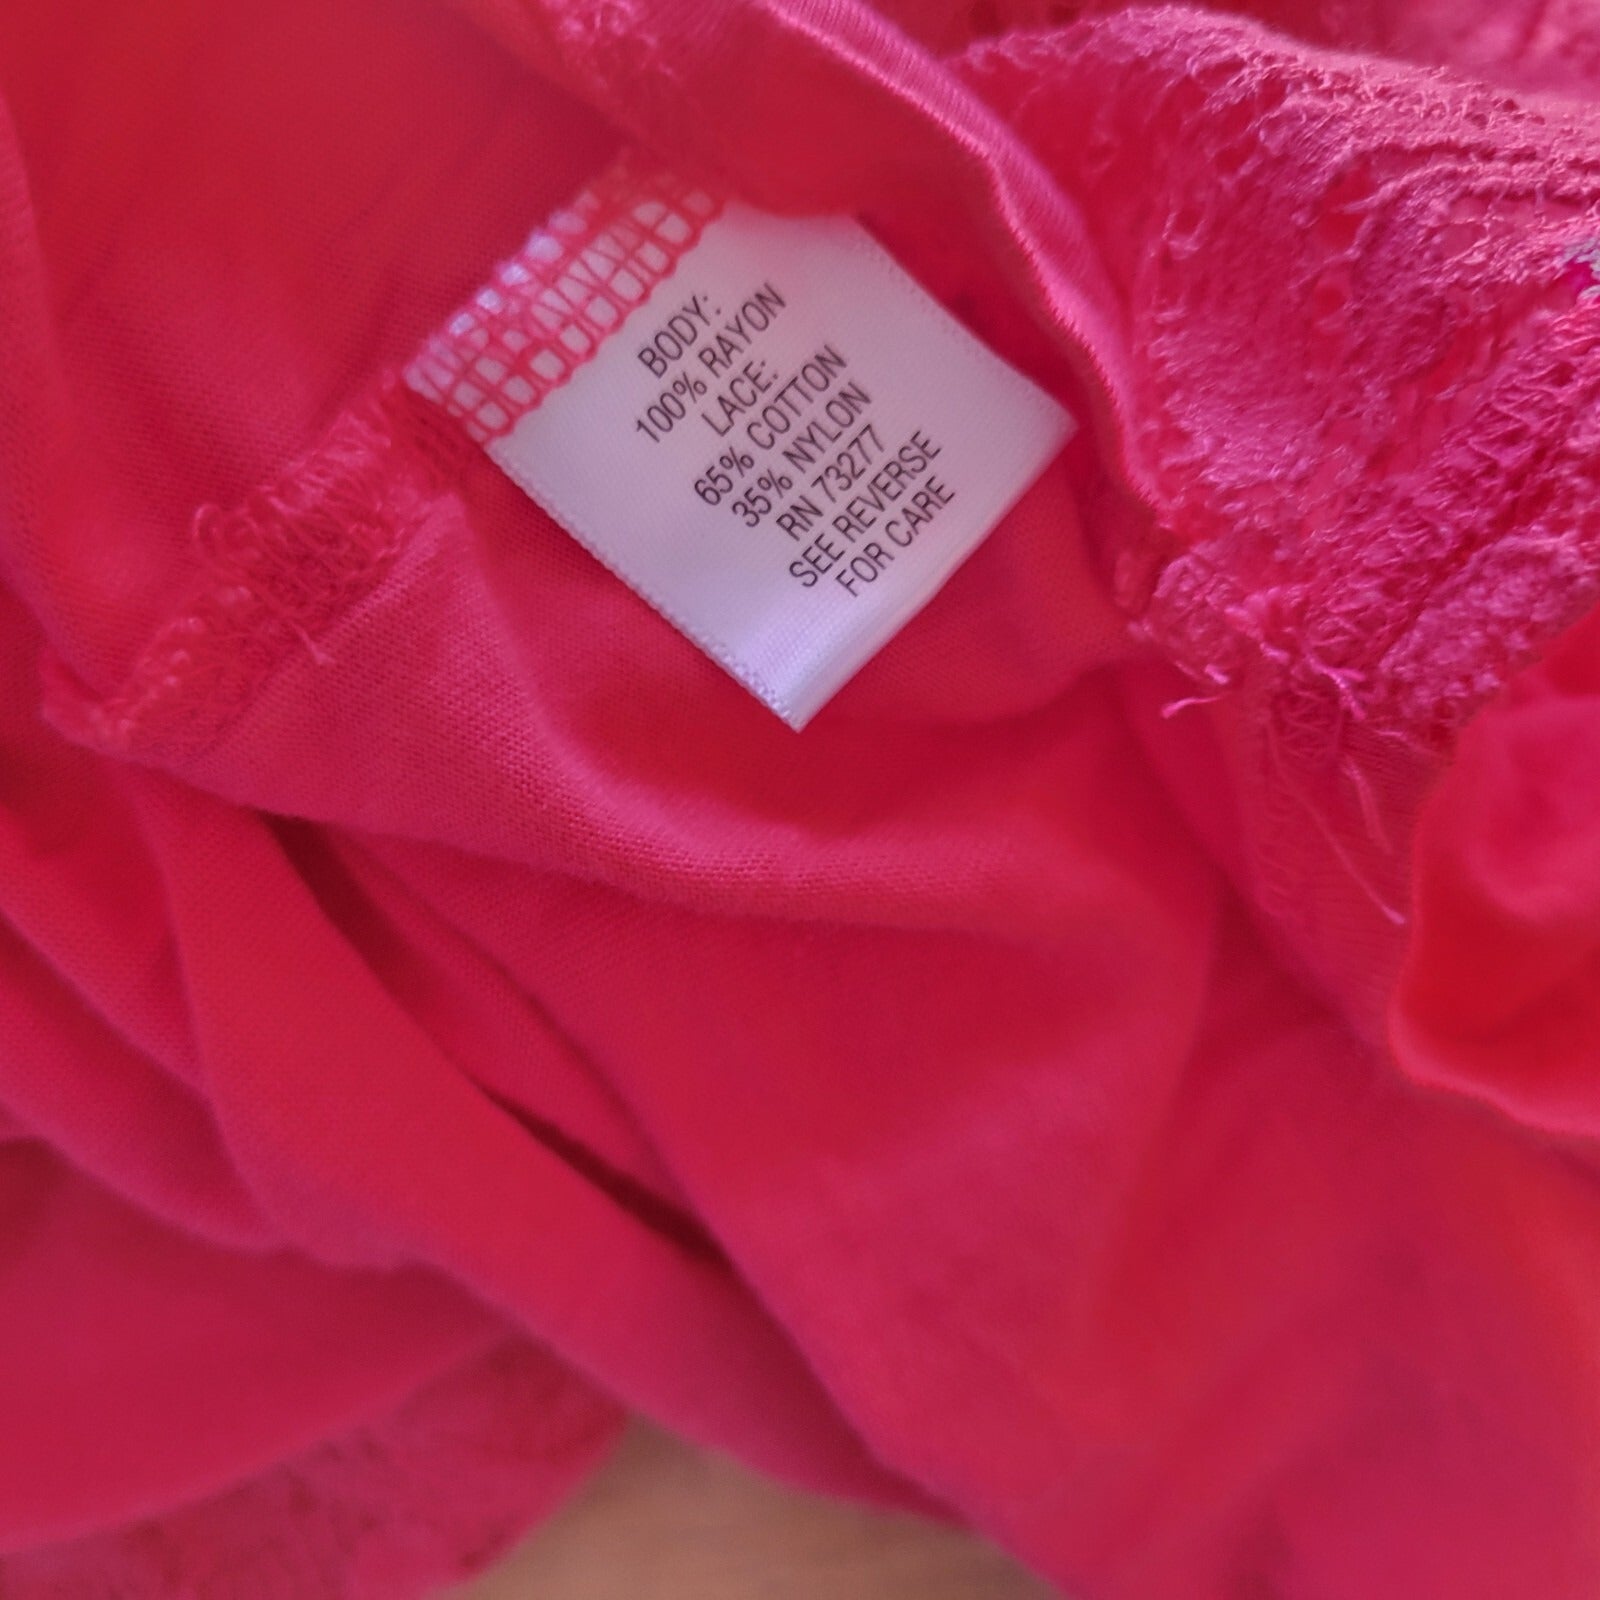 BODY:
100% RAYON
LACE:
65% COTTON
35% NYLON
RN 73277
SEE REVERSE
FOR CARE